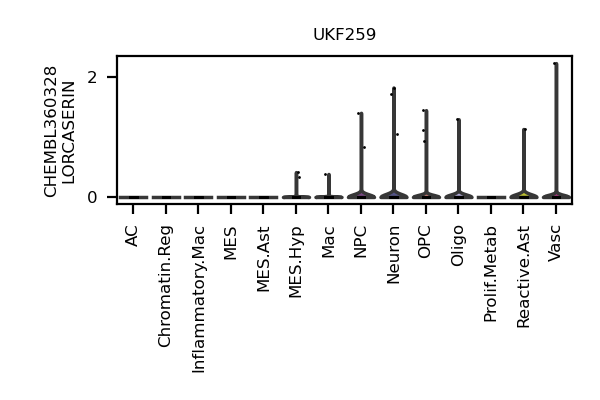 UKF259
CHEMBL360328
LORCASERIN
2
0
AC
Chromatin.Reg
Inflammatory.Mac
MES
MES.Ast
MES.Hyp
Mac
NPC
Neuron
OPC
Oligo
Prolif.Metab
Reactive.Ast
Vasc